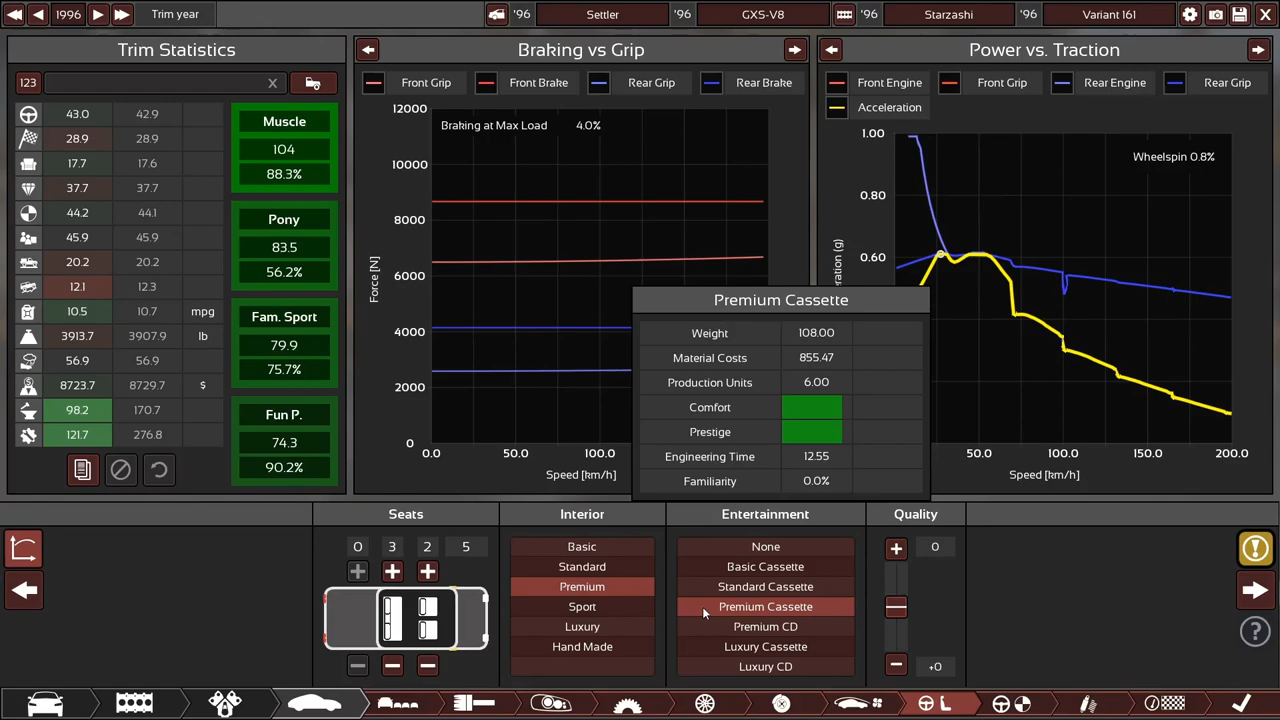 1996 Trim year '96 Settler '96 GXS-V8 '96 Starzashi '96 Variant 161
Trim Statistics
123 X
43.0 42.9
28.9 28.9
17.7 17.6
37.7 37.7
44.2 44.1
45.9 45.9
20.2 20.2
12.1 12.3
10.5 10.7 mpg
3913.7 3907.9 lb
56.9 56.9
8723.7 8729.7 $
98.2 170.7
121.7 276.8
Muscle
104
88.3%
Pony
83.5
56.2%
Fam. Sport
79.9
75.7%
Fun P.
74.3
90.2%
Braking vs Grip
Front Grip Front Brake Rear Grip Rear Brake
Braking at Max Load 4.0%
12000
10000
8000
6000
4000
2000
0
Force [N]
0.0 50.0 100.0
Speed [km/h]
Power vs. Traction
Front Engine Front Grip Rear Engine Rear Grip
Acceleration
Wheelspin 0.8%
1.00
0.80
0.60
eration (g)
50.0 100.0 150.0 200.0
Speed [km/h]
Premium Cassette
Weight 108.00
Material Costs 855.47
Production Units 6.00
Comfort
Prestige
Engineering Time 12.55
Familiarity 0.0%
Seats
0 3 2 5
Interior
Basic
Standard
Premium
Sport
Luxury
Hand Made
Entertainment
None
Basic Cassette
Standard Cassette
Premium Cassette
Premium CD
Luxury Cassette
Luxury CD
Quality
0
+0